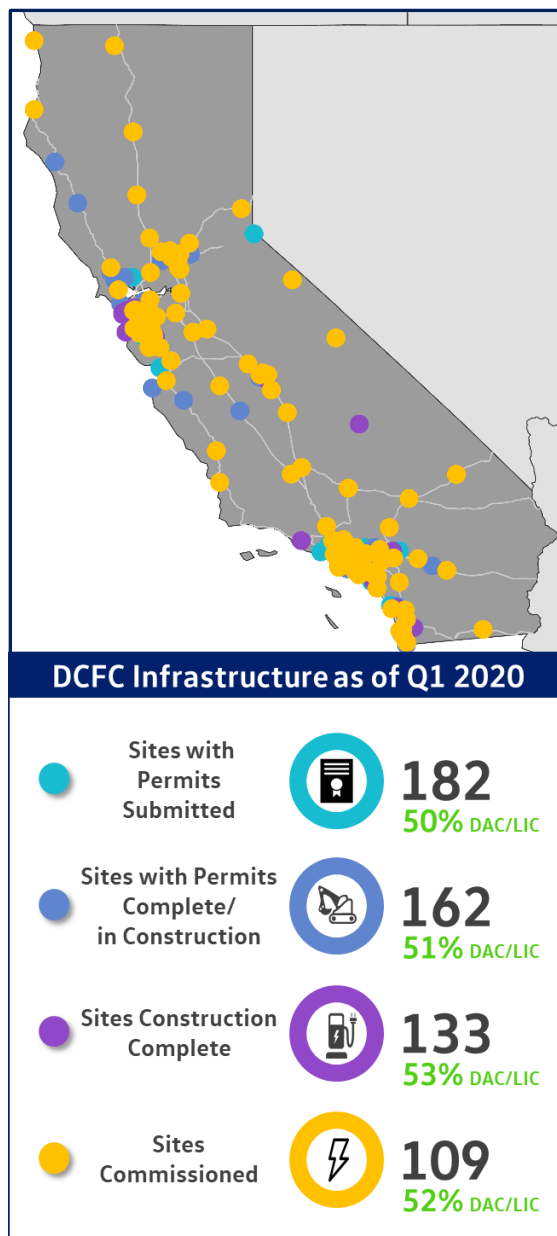 DCFC Infrastructure as of Q1 2020
Sites with
Permits
Submitted
182
50% DAC/LIC
Sites with Permits
Complete/
in Construction
162
51% DAC/LIC
Sites Construction
Complete
133
53% DAC/LIC
Sites
Commissioned
109
52% DAC/LIC